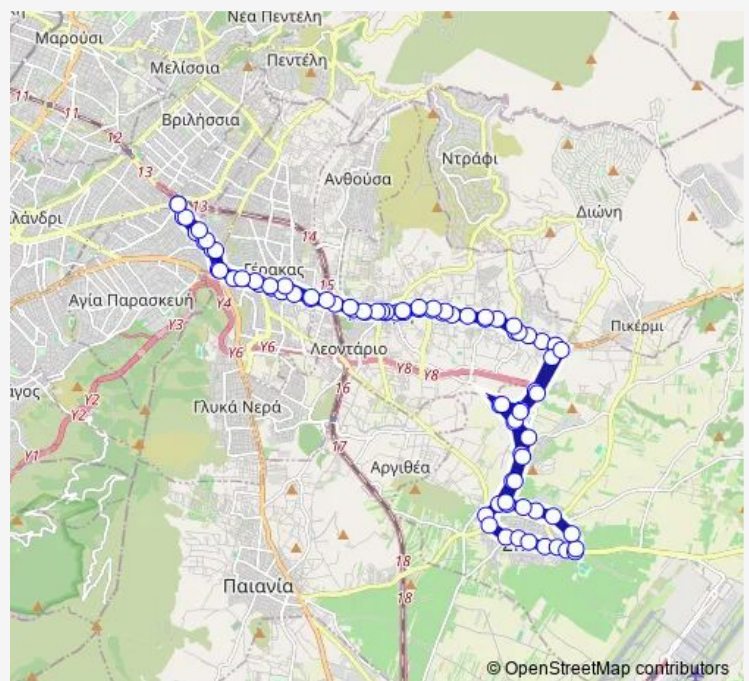 Νέα Πεντέλη
Μαρούσι
Μελίσσια
Πεντέλη
11
11
12
Βριλήσσια
Ντράφι
13
Ανθούσα
13
Διώνη
λάνδρι
14
Γέρακας
15
Αγία Παρασκευή
Υ4
Πικέρμι
Υ3
Λεοντάριο
Υ6
Υ6
Υ8
Υ8
αγος
Υ2
16
Γλυκά Νερά
Υ2
17
Υ1
Αργιθέα
Παιανία
18
18
© OpenStreetMap contributors